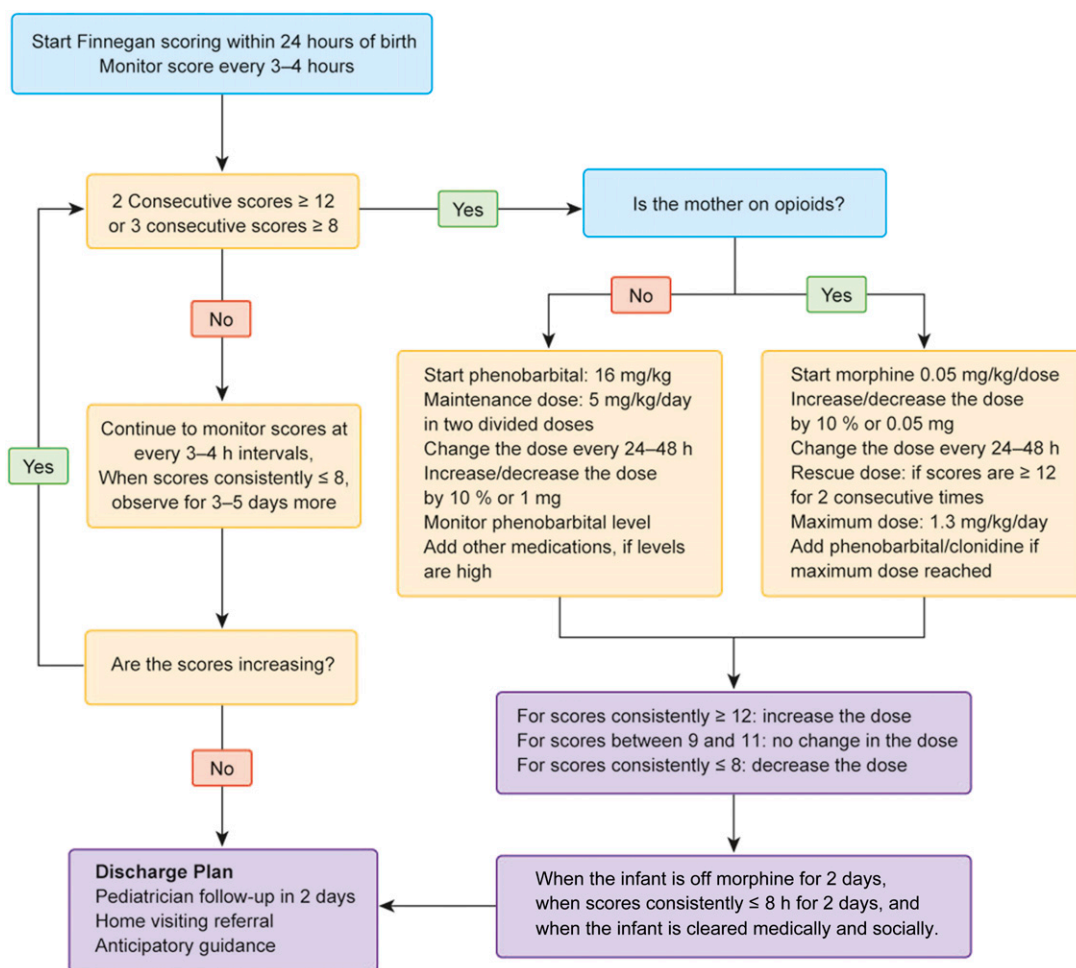 Start Finnegan scoring within 24 hours of birth
Monitor score every 3–4 hours
2 Consecutive scores ≥ 12
or 3 consecutive scores ≥ 8
Yes
Is the mother on opioids?
No
Yes
No
Yes
Start phenobarbital: 16 mg/kg
Maintenance dose: 5 mg/kg/day
in two divided doses
Change the dose every 24–48 h
Increase/decrease the dose
by 10 % or 1 mg
Monitor phenobarbital level
Add other medications, if levels
are high
Start morphine 0.05 mg/kg/dose
Increase/decrease the dose
by 10 % or 0.05 mg
Change the dose every 24–48 h
Rescue dose: if scores are ≥ 12
for 2 consecutive times
Maximum dose: 1.3 mg/kg/day
Add phenobarbital/clonidine if
maximum dose reached
Continue to monitor scores at
every 3–4 h intervals,
When scores consistently ≤ 8,
observe for 3–5 days more
Are the scores increasing?
No
For scores consistently ≥ 12: increase the dose
For scores between 9 and 11: no change in the dose
For scores consistently ≤ 8: decrease the dose
Discharge Plan
Pediatrician follow-up in 2 days
Home visiting referral
Anticipatory guidance
When the infant is off morphine for 2 days,
when scores consistently ≤ 8 h for 2 days, and
when the infant is cleared medically and socially.